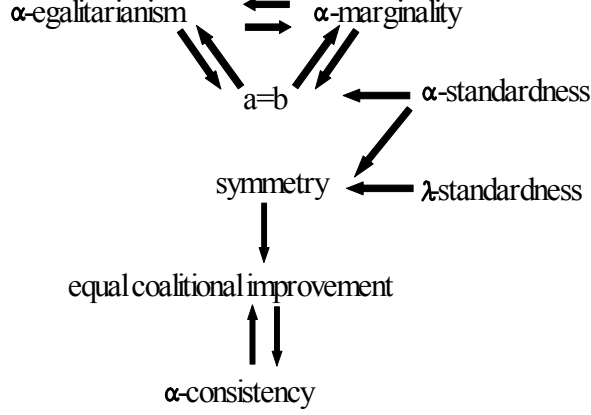 α-egalitarianism α-marginality
a=b
α-standardness
symmetry
λ-standardness
equal coalitional improvement
α-consistency